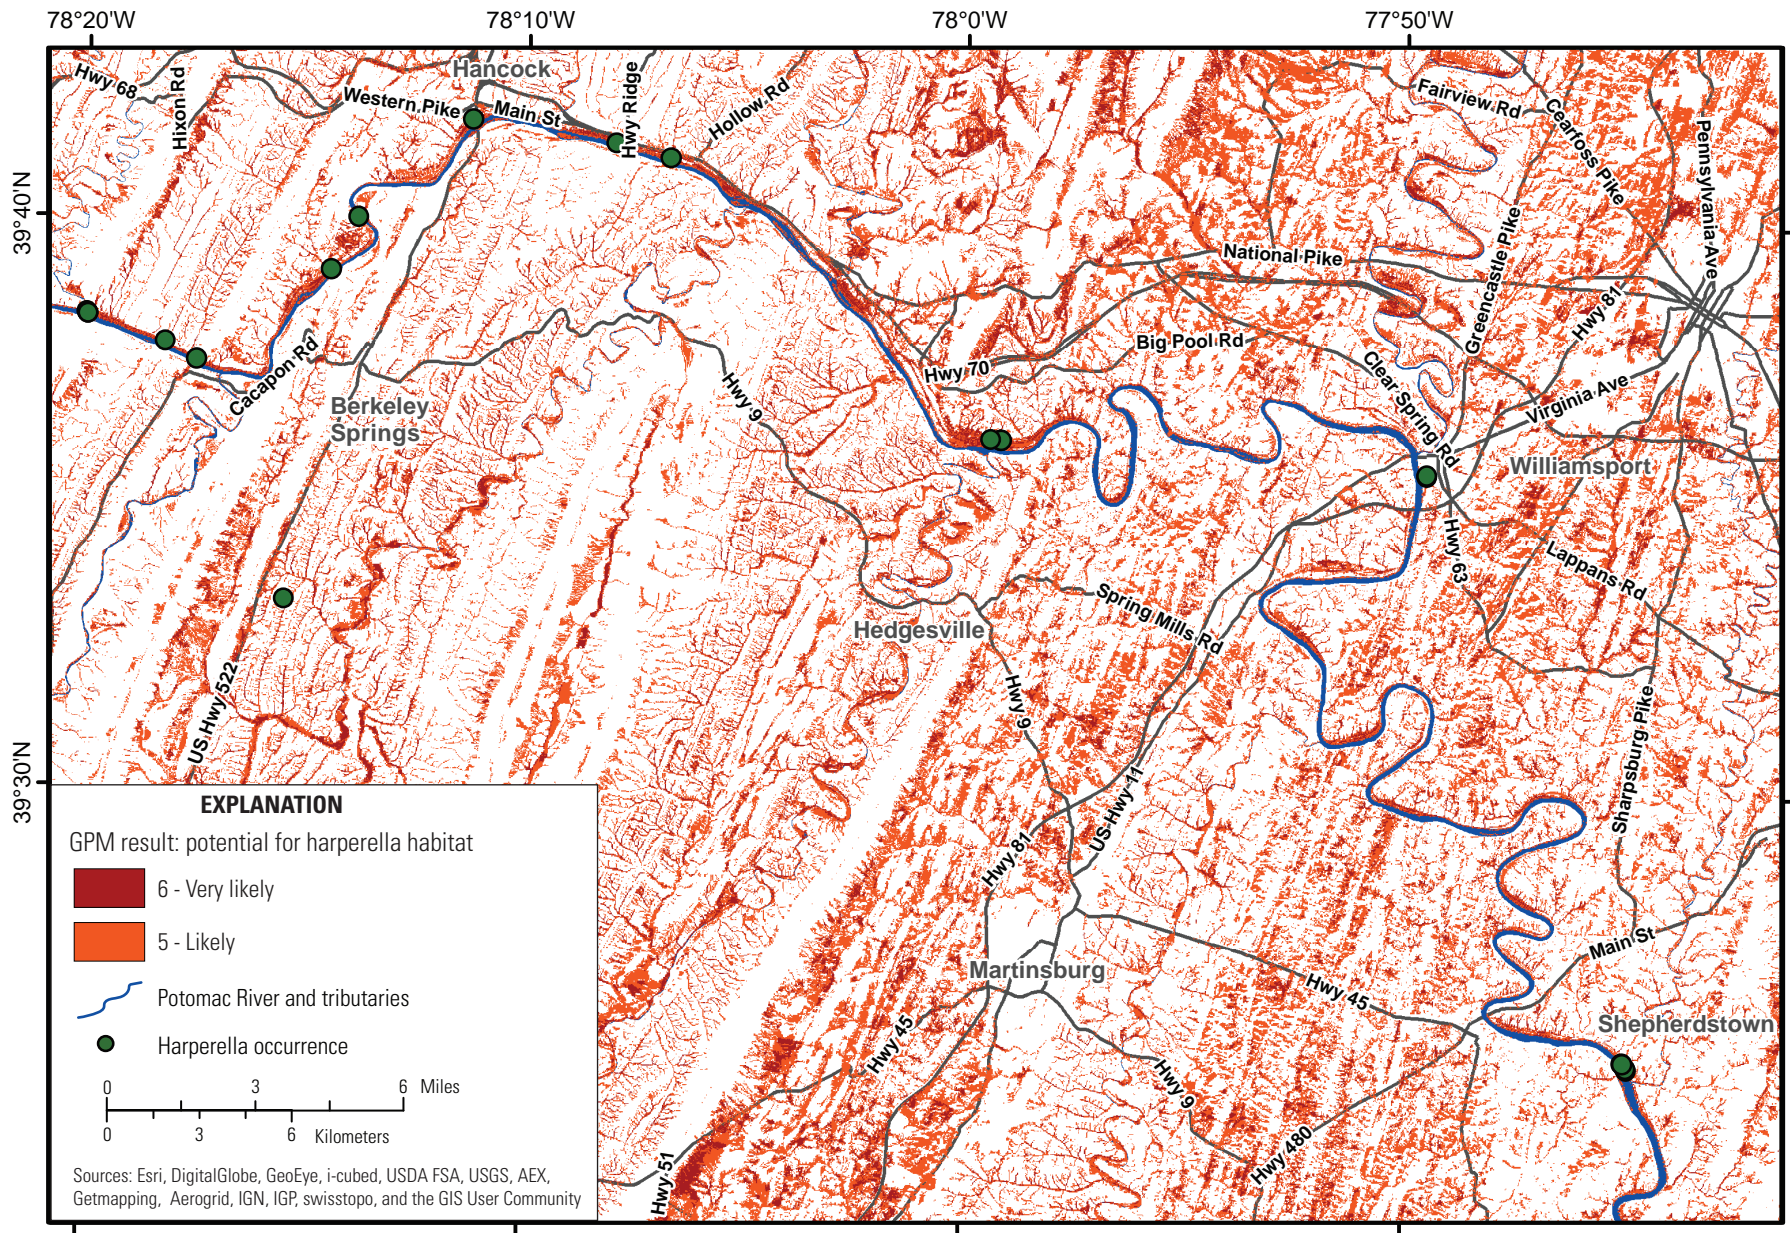 78°20'W
78°10'W
78°0'W
77°50'W
39°40'N
39°30'N
Hwy 68
Hixon Rd
Hancock
Western Pike
Main St
Hwy Ridge
Hollow Rd
Fairview Rd
Cearfoss Pike
Pennsylvania Ave
National Pike
Greencastle Pike
Hwy 81
Big Pool Rd
Hwy 70
Clear Spring Rd
Virginia Ave
Cacapon Rd
Berkeley
Springs
Hwy 9
Williamsport
Hwy 63
Lappans Rd
Spring Mills Rd
Hedgesville
US Hwy 522
Hwy 9
Sharpsburg Pike
US Hwy 11
Hwy 81
Main St
Martinsburg
Hwy 45
Hwy 45
Shepherdstown
Hwy 9
Hwy 480
Hwy 51
EXPLANATION
GPM result: potential for harperella habitat
6 - Very likely
5 - Likely
Potomac River and tributaries
Harperella occurrence
0 3 6 Miles
0 3 6 Kilometers
Sources: Esri, DigitalGlobe, GeoEye, i-cubed, USDA FSA, USGS, AEX,
Getmapping, Aerogrid, IGN, IGP, swisstopo, and the GIS User Community